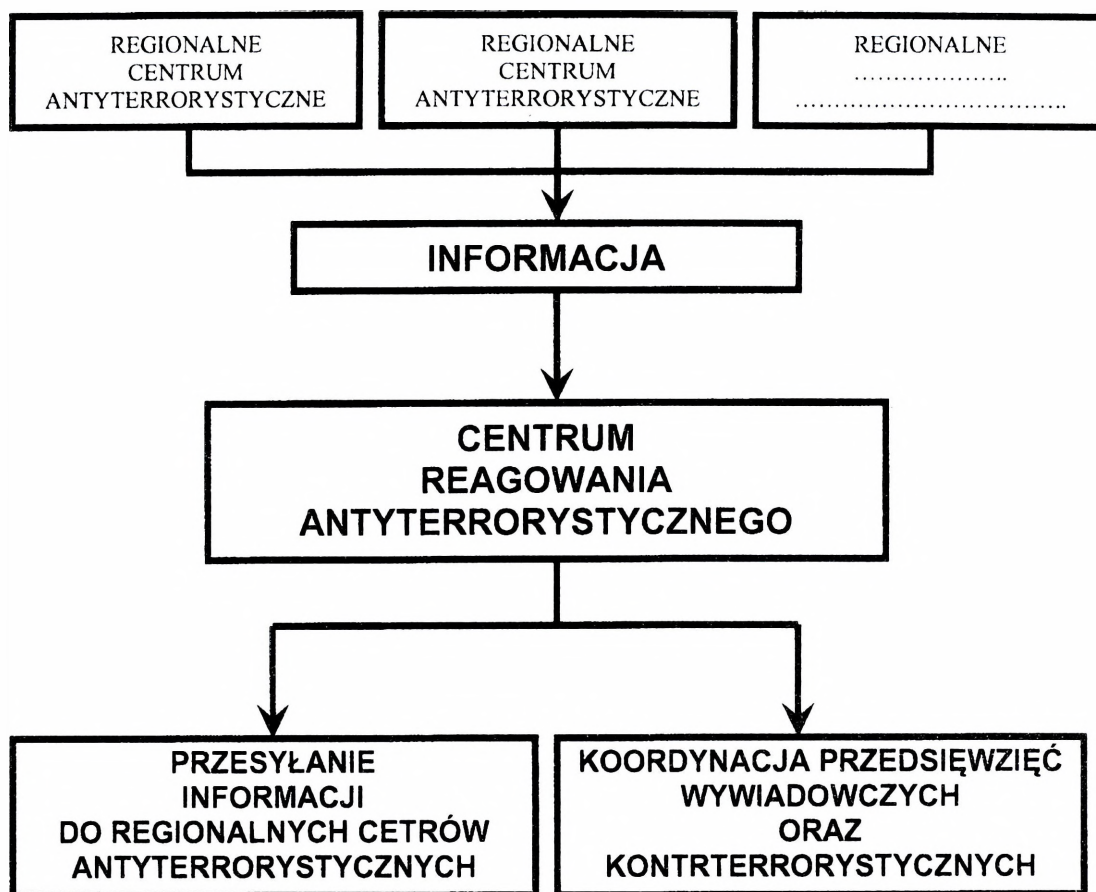 REGIONALNE
CENTRUM
ANTYTERRORYSTYCZNE
REGIONALNE
CENTRUM
ANTYTERRORYSTYCZNE
REGIONALNE
....................
..................................
INFORMACJA
CENTRUM
REAGOWANIA
ANTYTERRORYSTYCZNEGO
PRZESYŁANIE
INFORMACJI
DO REGIONALNYCH CETRÓW
ANTYTERRORYSTYCZNYCH
KOORDYNACJA PRZEDSIĘWZIĘĆ
WYWIADOWCZYCH
ORAZ
KONTRTERRORYSTYCZNYCH